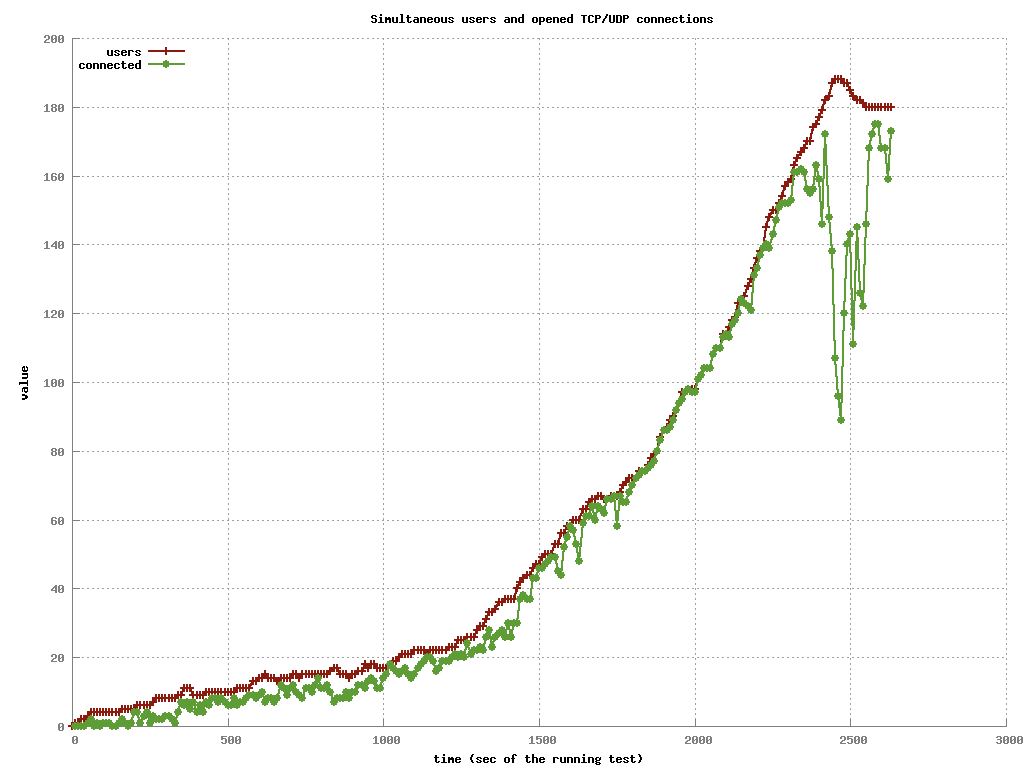 Simultaneous users and opened TCP/UDP connections
200
users
connected
180
160
140
120
100
80
60
40
20
0
value
0 500 1000 1500 2000 2500 3000
time (sec of the running test)